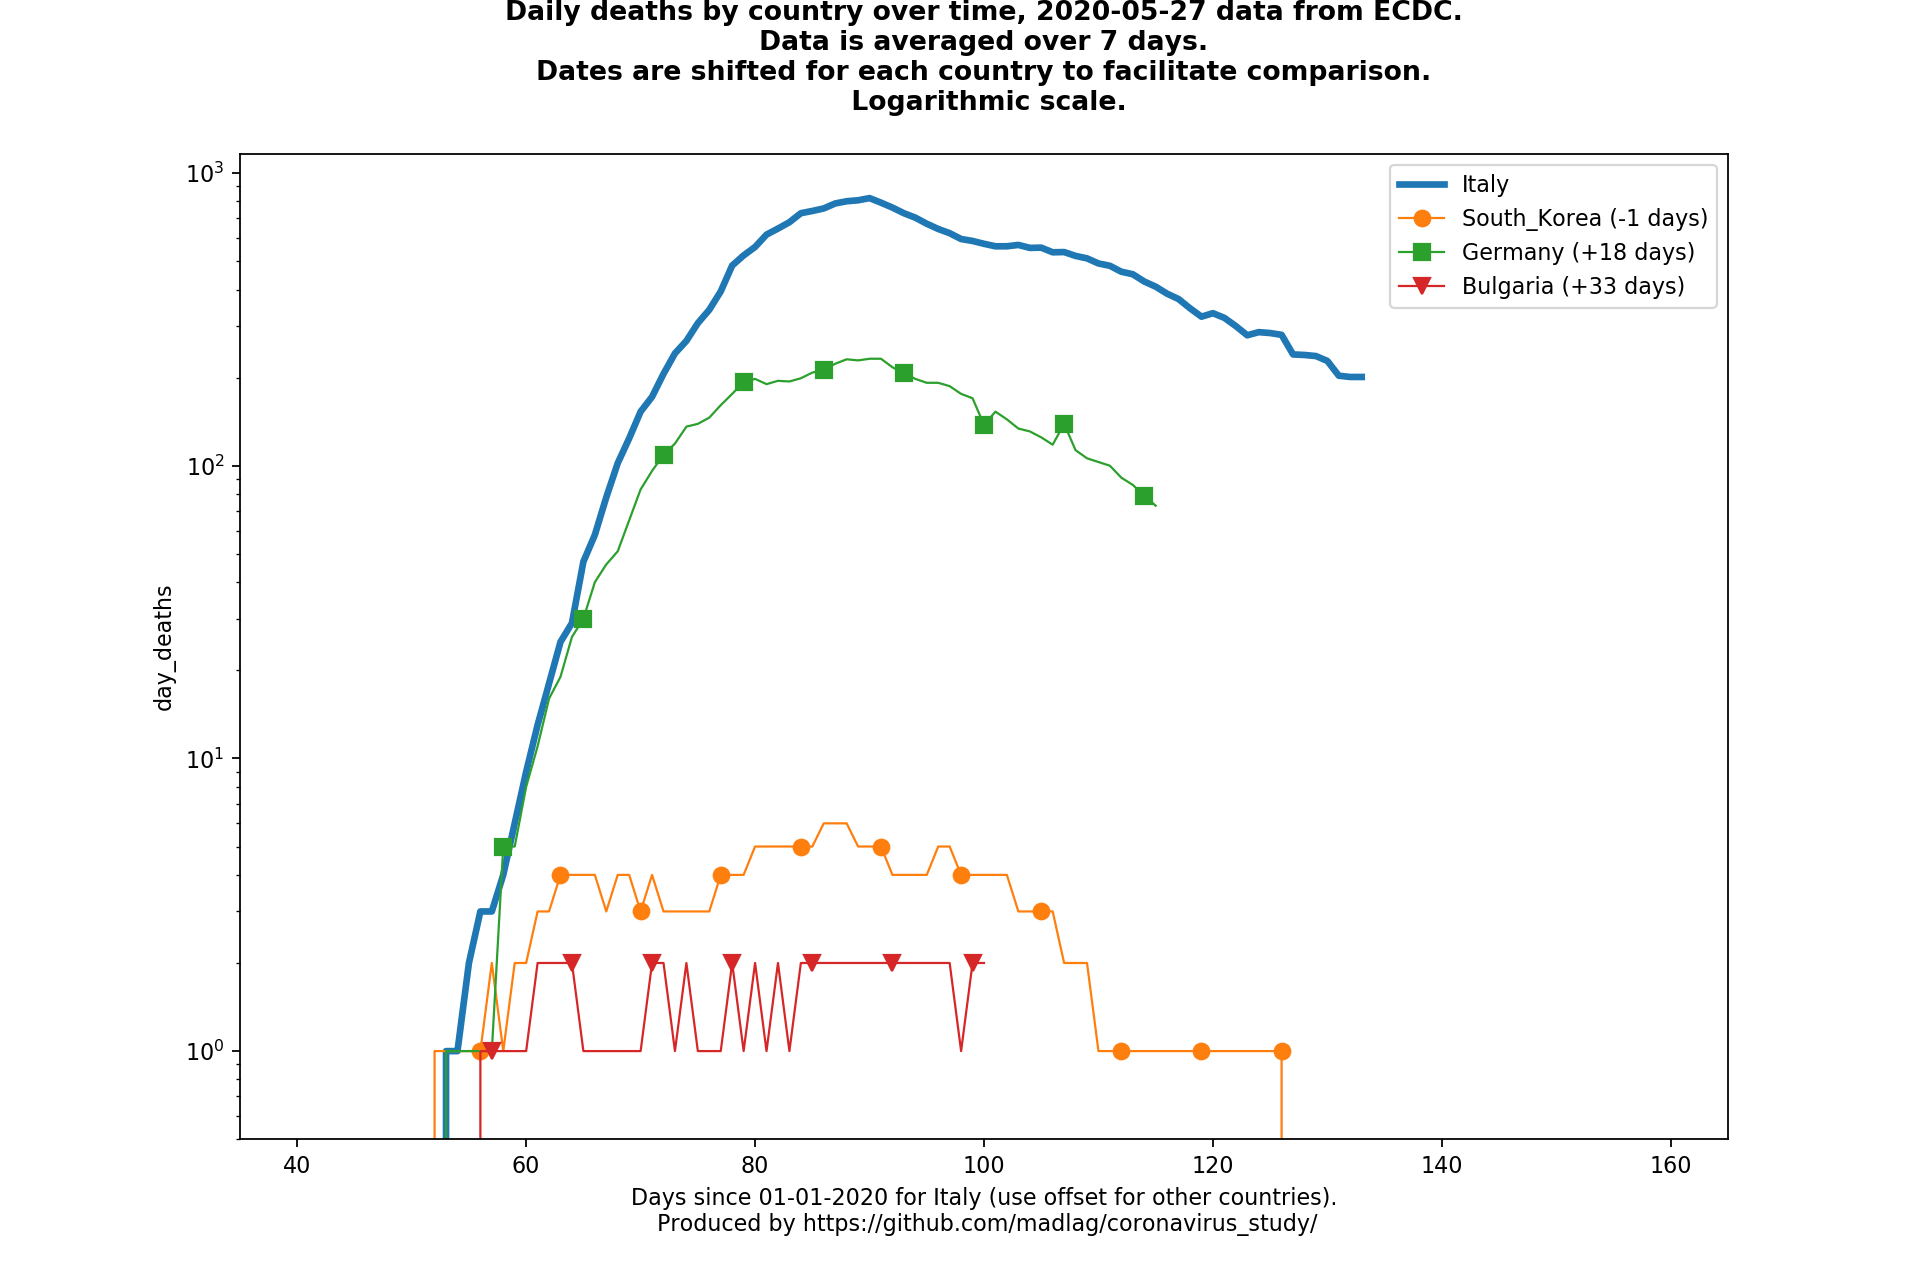 Daily deaths by country over time, 2020-05-27 data from ECDC.
Data is averaged over 7 days.
Dates are shifted for each country to facilitate comparison.
Logarithmic scale.
10³
10²
10¹
10⁰
day_deaths
Italy
South_Korea (-1 days)
Germany (+18 days)
Bulgaria (+33 days)
40 60 80 100 120 140 160
Days since 01-01-2020 for Italy (use offset for other countries).
Produced by https://github.com/madlag/coronavirus_study/